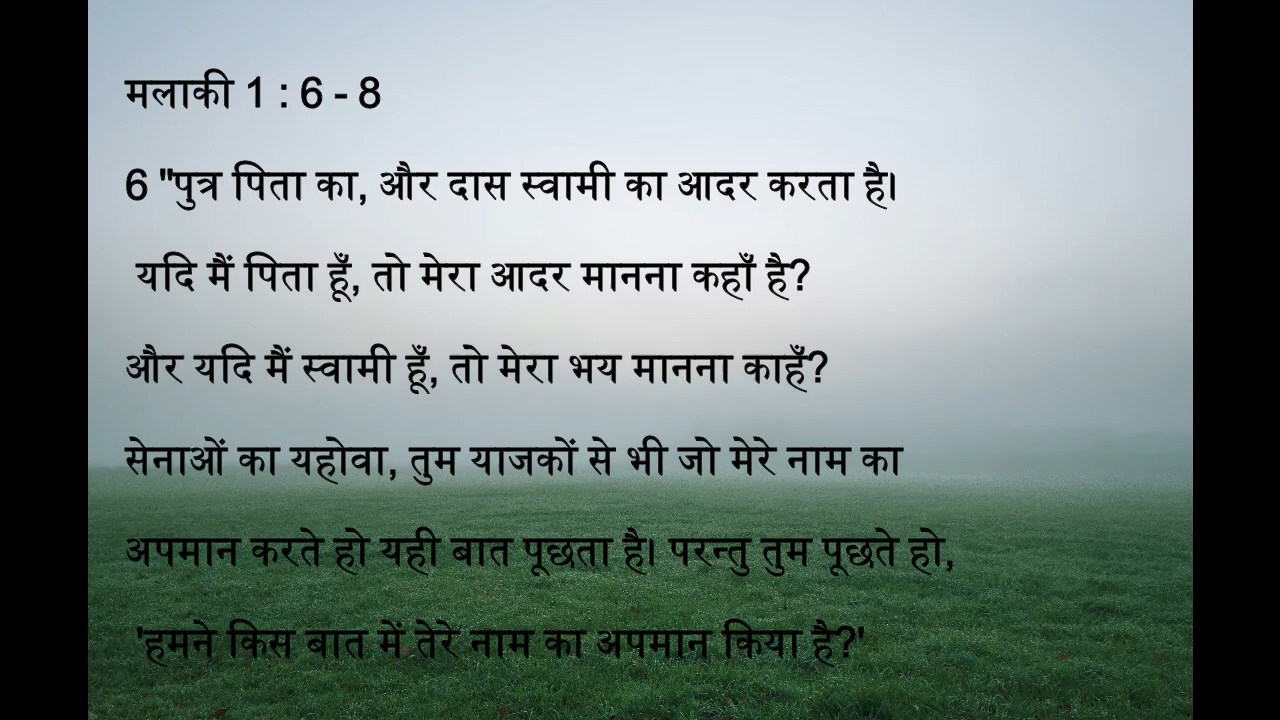 मलाकी 1 : 6 - 8
6 "पुत्र पिता का, और दास स्वामी का आदर करता है।
यदि मैं पिता हूँ, तो मेरा आदर मानना कहाँ है?
और यदि मैं स्वामी हूँ, तो मेरा भय मानना काहँ?
सेनाओं का यहोवा, तुम याजकों से भी जो मेरे नाम का
अपमान करते हो यही बात पूछता है। परन्तु तुम पूछते हो,
'हमने किस बात में तेरे नाम का अपमान किया है?'